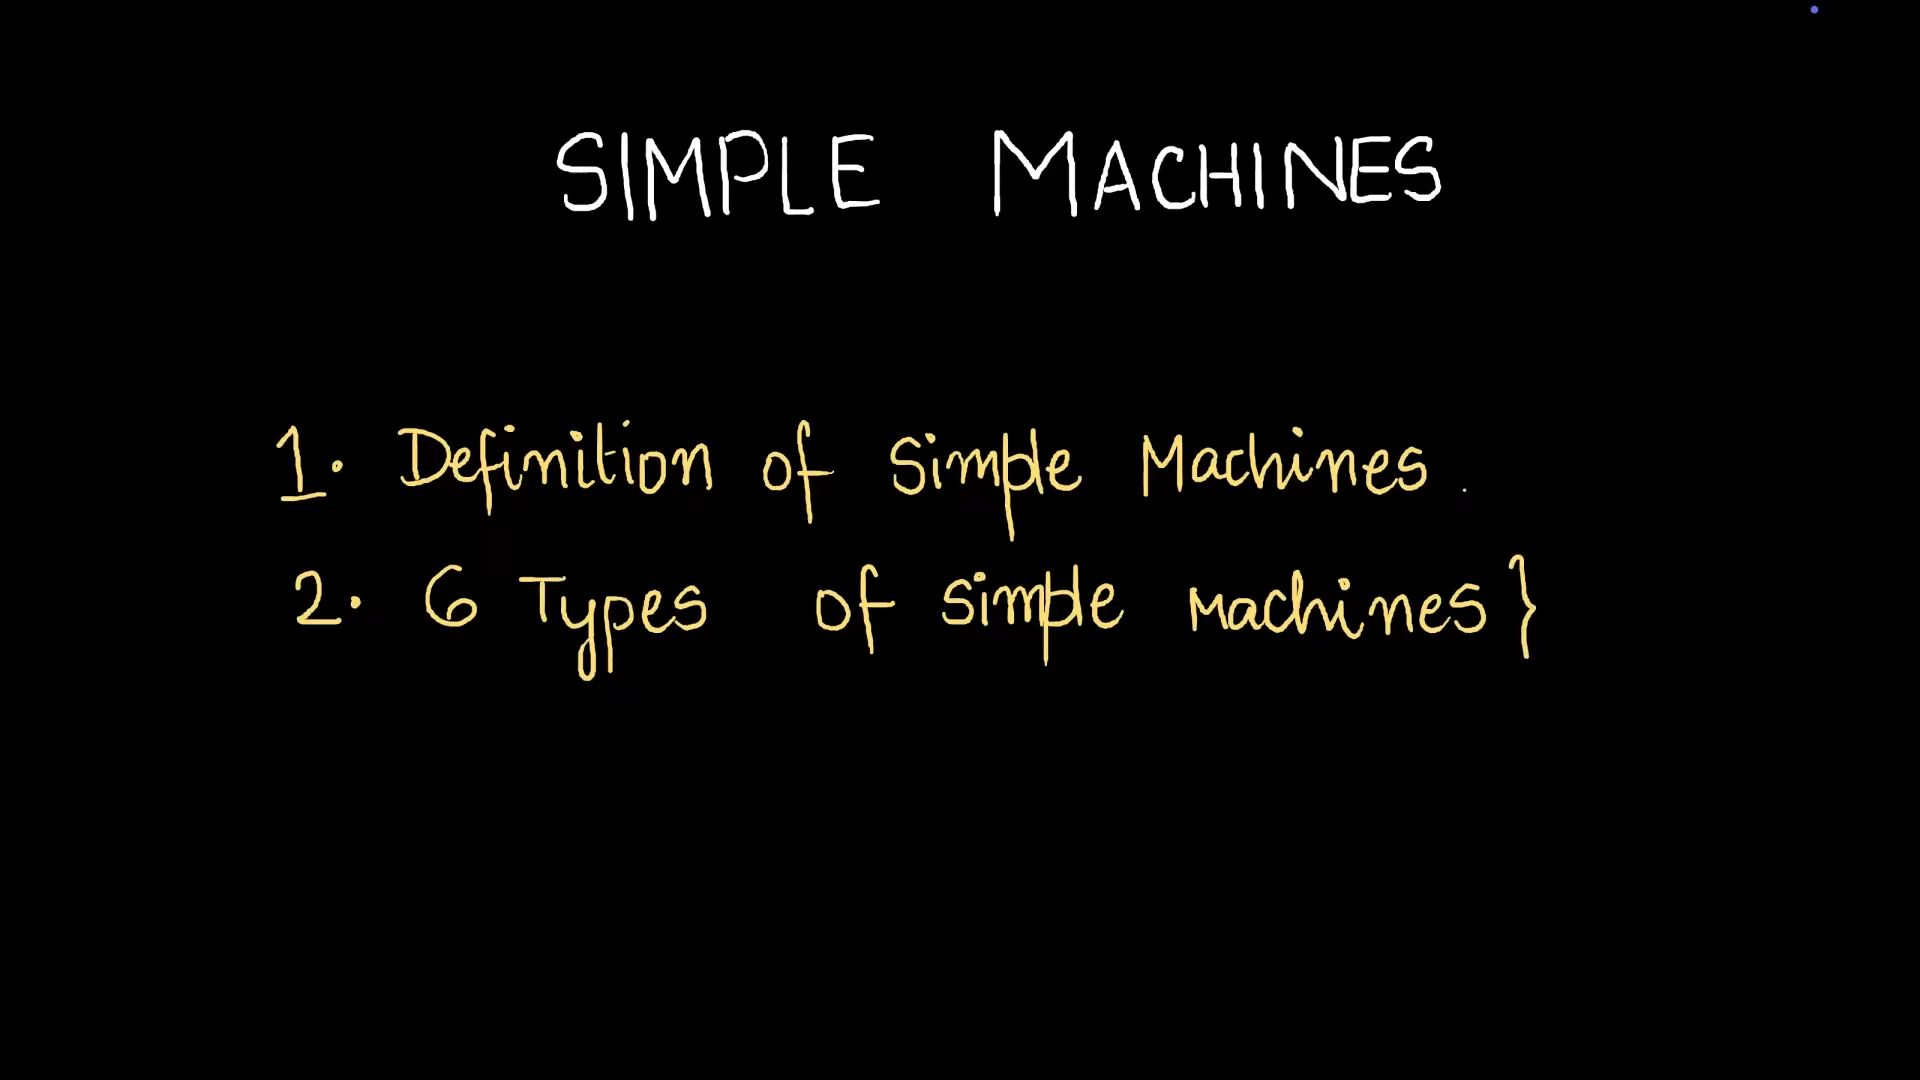 SIMPLE MACHINES
1. Definition of Simple Machines.
2. 6 Types of simple machines}